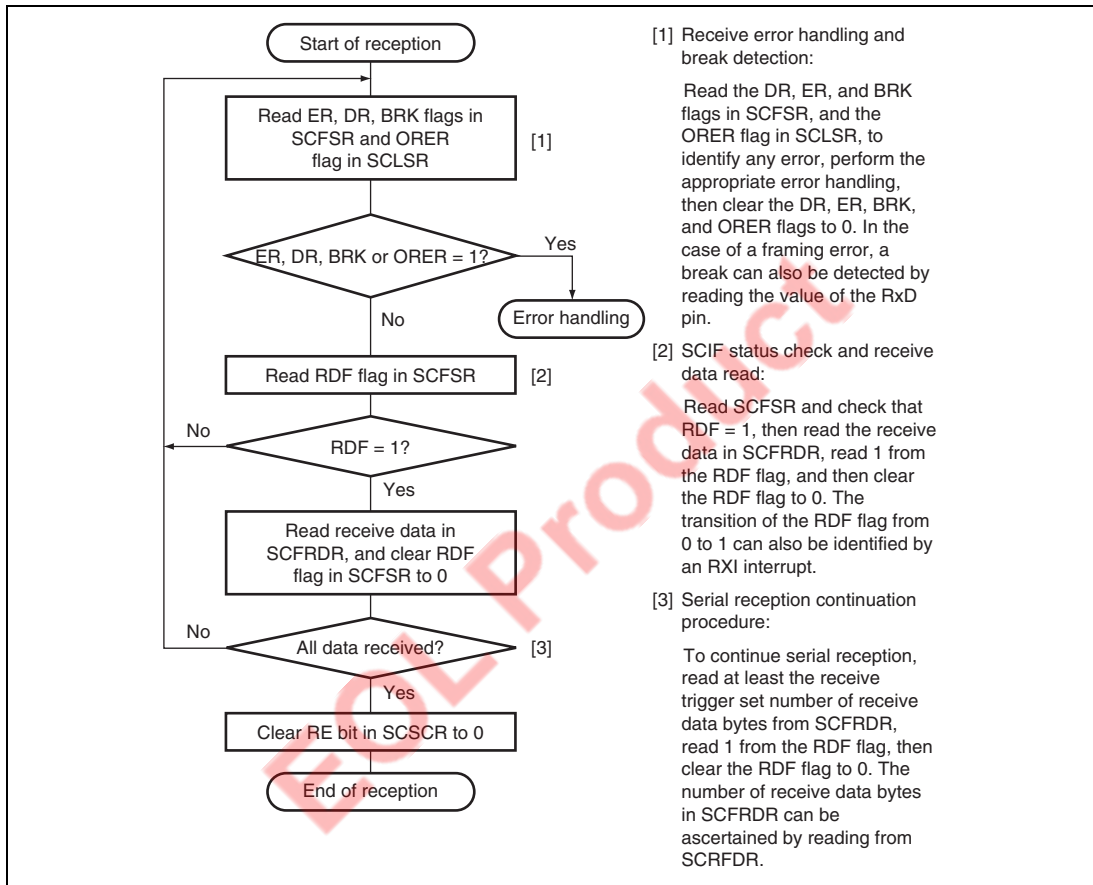 Start of reception
Read ER, DR, BRK flags in
SCFSR and ORER
flag in SCLSR
[1]
ER, DR, BRK or ORER = 1?
Yes
Error handling
No
Read RDF flag in SCFSR
[2]
No
RDF = 1?
Yes
Read receive data in
SCFRDR, and clear RDF
flag in SCFSR to 0
No
All data received?
[3]
Yes
Clear RE bit in SCSCR to 0
End of reception
[1] Receive error handling and
break detection:
Read the DR, ER, and BRK
flags in SCFSR, and the
ORER flag in SCLSR, to
identify any error, perform the
appropriate error handling,
then clear the DR, ER, BRK,
and ORER flags to 0. In the
case of a framing error, a
break can also be detected by
reading the value of the RxD
pin.
[2] SCIF status check and receive
data read:
Read SCFSR and check that
RDF = 1, then read the receive
data in SCFRDR, read 1 from
the RDF flag, and then clear
the RDF flag to 0. The
transition of the RDF flag from
0 to 1 can also be identified by
an RXI interrupt.
[3] Serial reception continuation
procedure:
To continue serial reception,
read at least the receive
trigger set number of receive
data bytes from SCFRDR,
read 1 from the RDF flag, then
clear the RDF flag to 0. The
number of receive data bytes
in SCFRDR can be
ascertained by reading from
SCRFDR.
EOL Product